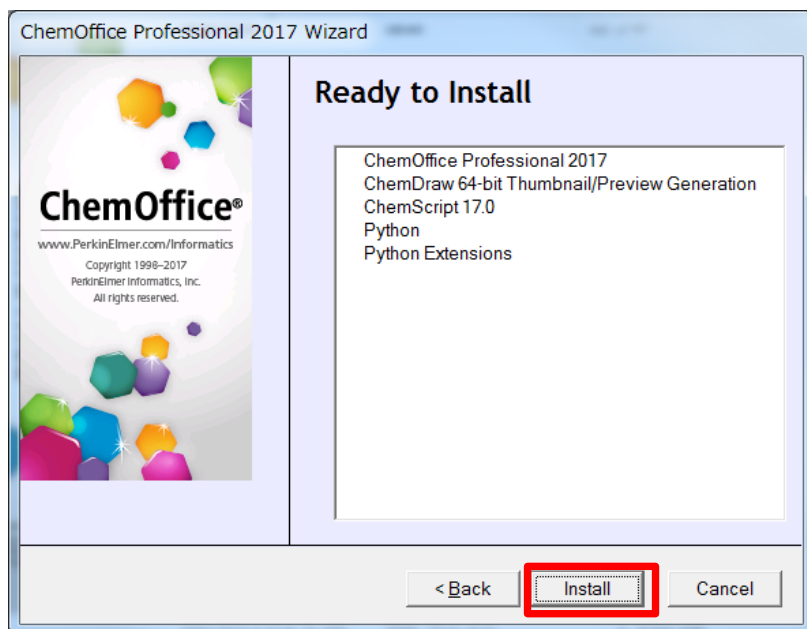 ChemOffice Professional 2017 Wizard
ChemOffice®
www.PerkinElmer.com/Informatics
Copyright 1998–2017
PerkinElmer Informatics, Inc.
All rights reserved.
Ready to Install
ChemOffice Professional 2017
ChemDraw 64-bit Thumbnail/Preview Generation
ChemScript 17.0
Python
Python Extensions
< Back
Install
Cancel